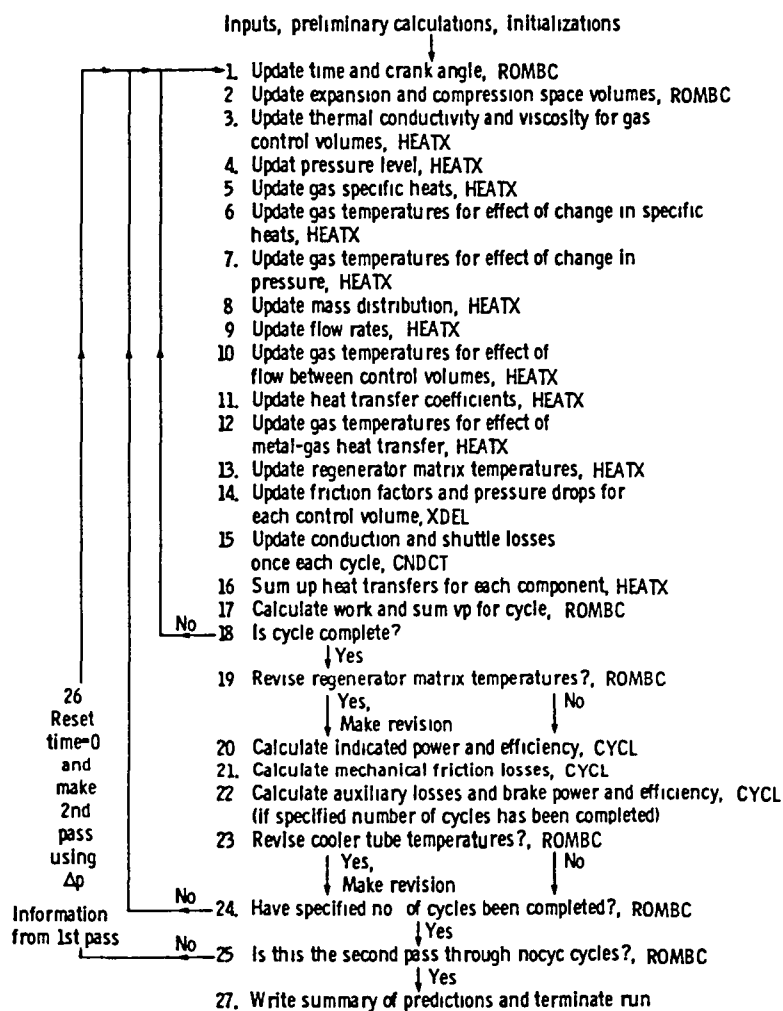 Inputs, preliminary calculations, initializations
1. Update time and crank angle, ROMBC
2 Update expansion and compression space volumes, ROMBC
3. Update thermal conductivity and viscosity for gas
control volumes, HEATX
4. Updat pressure level, HEATX
5 Update gas specific heats, HEATX
6 Update gas temperatures for effect of change in specific
heats, HEATX
7. Update gas temperatures for effect of change in
pressure, HEATX
8 Update mass distribution, HEATX
9 Update flow rates, HEATX
10 Update gas temperatures for effect of
flow between control volumes, HEATX
11. Update heat transfer coefficients, HEATX
12 Update gas temperatures for effect of
metal-gas heat transfer, HEATX
13. Update regenerator matrix temperatures, HEATX
14. Update friction factors and pressure drops for
each control volume, XDEL
15 Update conduction and shuttle losses
once each cycle, CNDCT
16 Sum up heat transfers for each component, HEATX
17 Calculate work and sum vp for cycle, ROMBC
No 18 Is cycle complete?
Yes
19 Revise regenerator matrix temperatures?, ROMBC
Yes, No
Make revision
20 Calculate indicated power and efficiency, CYCL
21. Calculate mechanical friction losses, CYCL
22 Calculate auxiliary losses and brake power and efficiency, CYCL
(if specified number of cycles has been completed)
23 Revise cooler tube temperatures?, ROMBC
Yes, No
Make revision
No 24. Have specified no of cycles been completed?, ROMBC
Yes
No 25 Is this the second pass through nocyc cycles?, ROMBC
Yes
27. Write summary of predictions and terminate run
26
Reset
time=0
and
make
2nd
pass
using
Δp
Information
from 1st pass